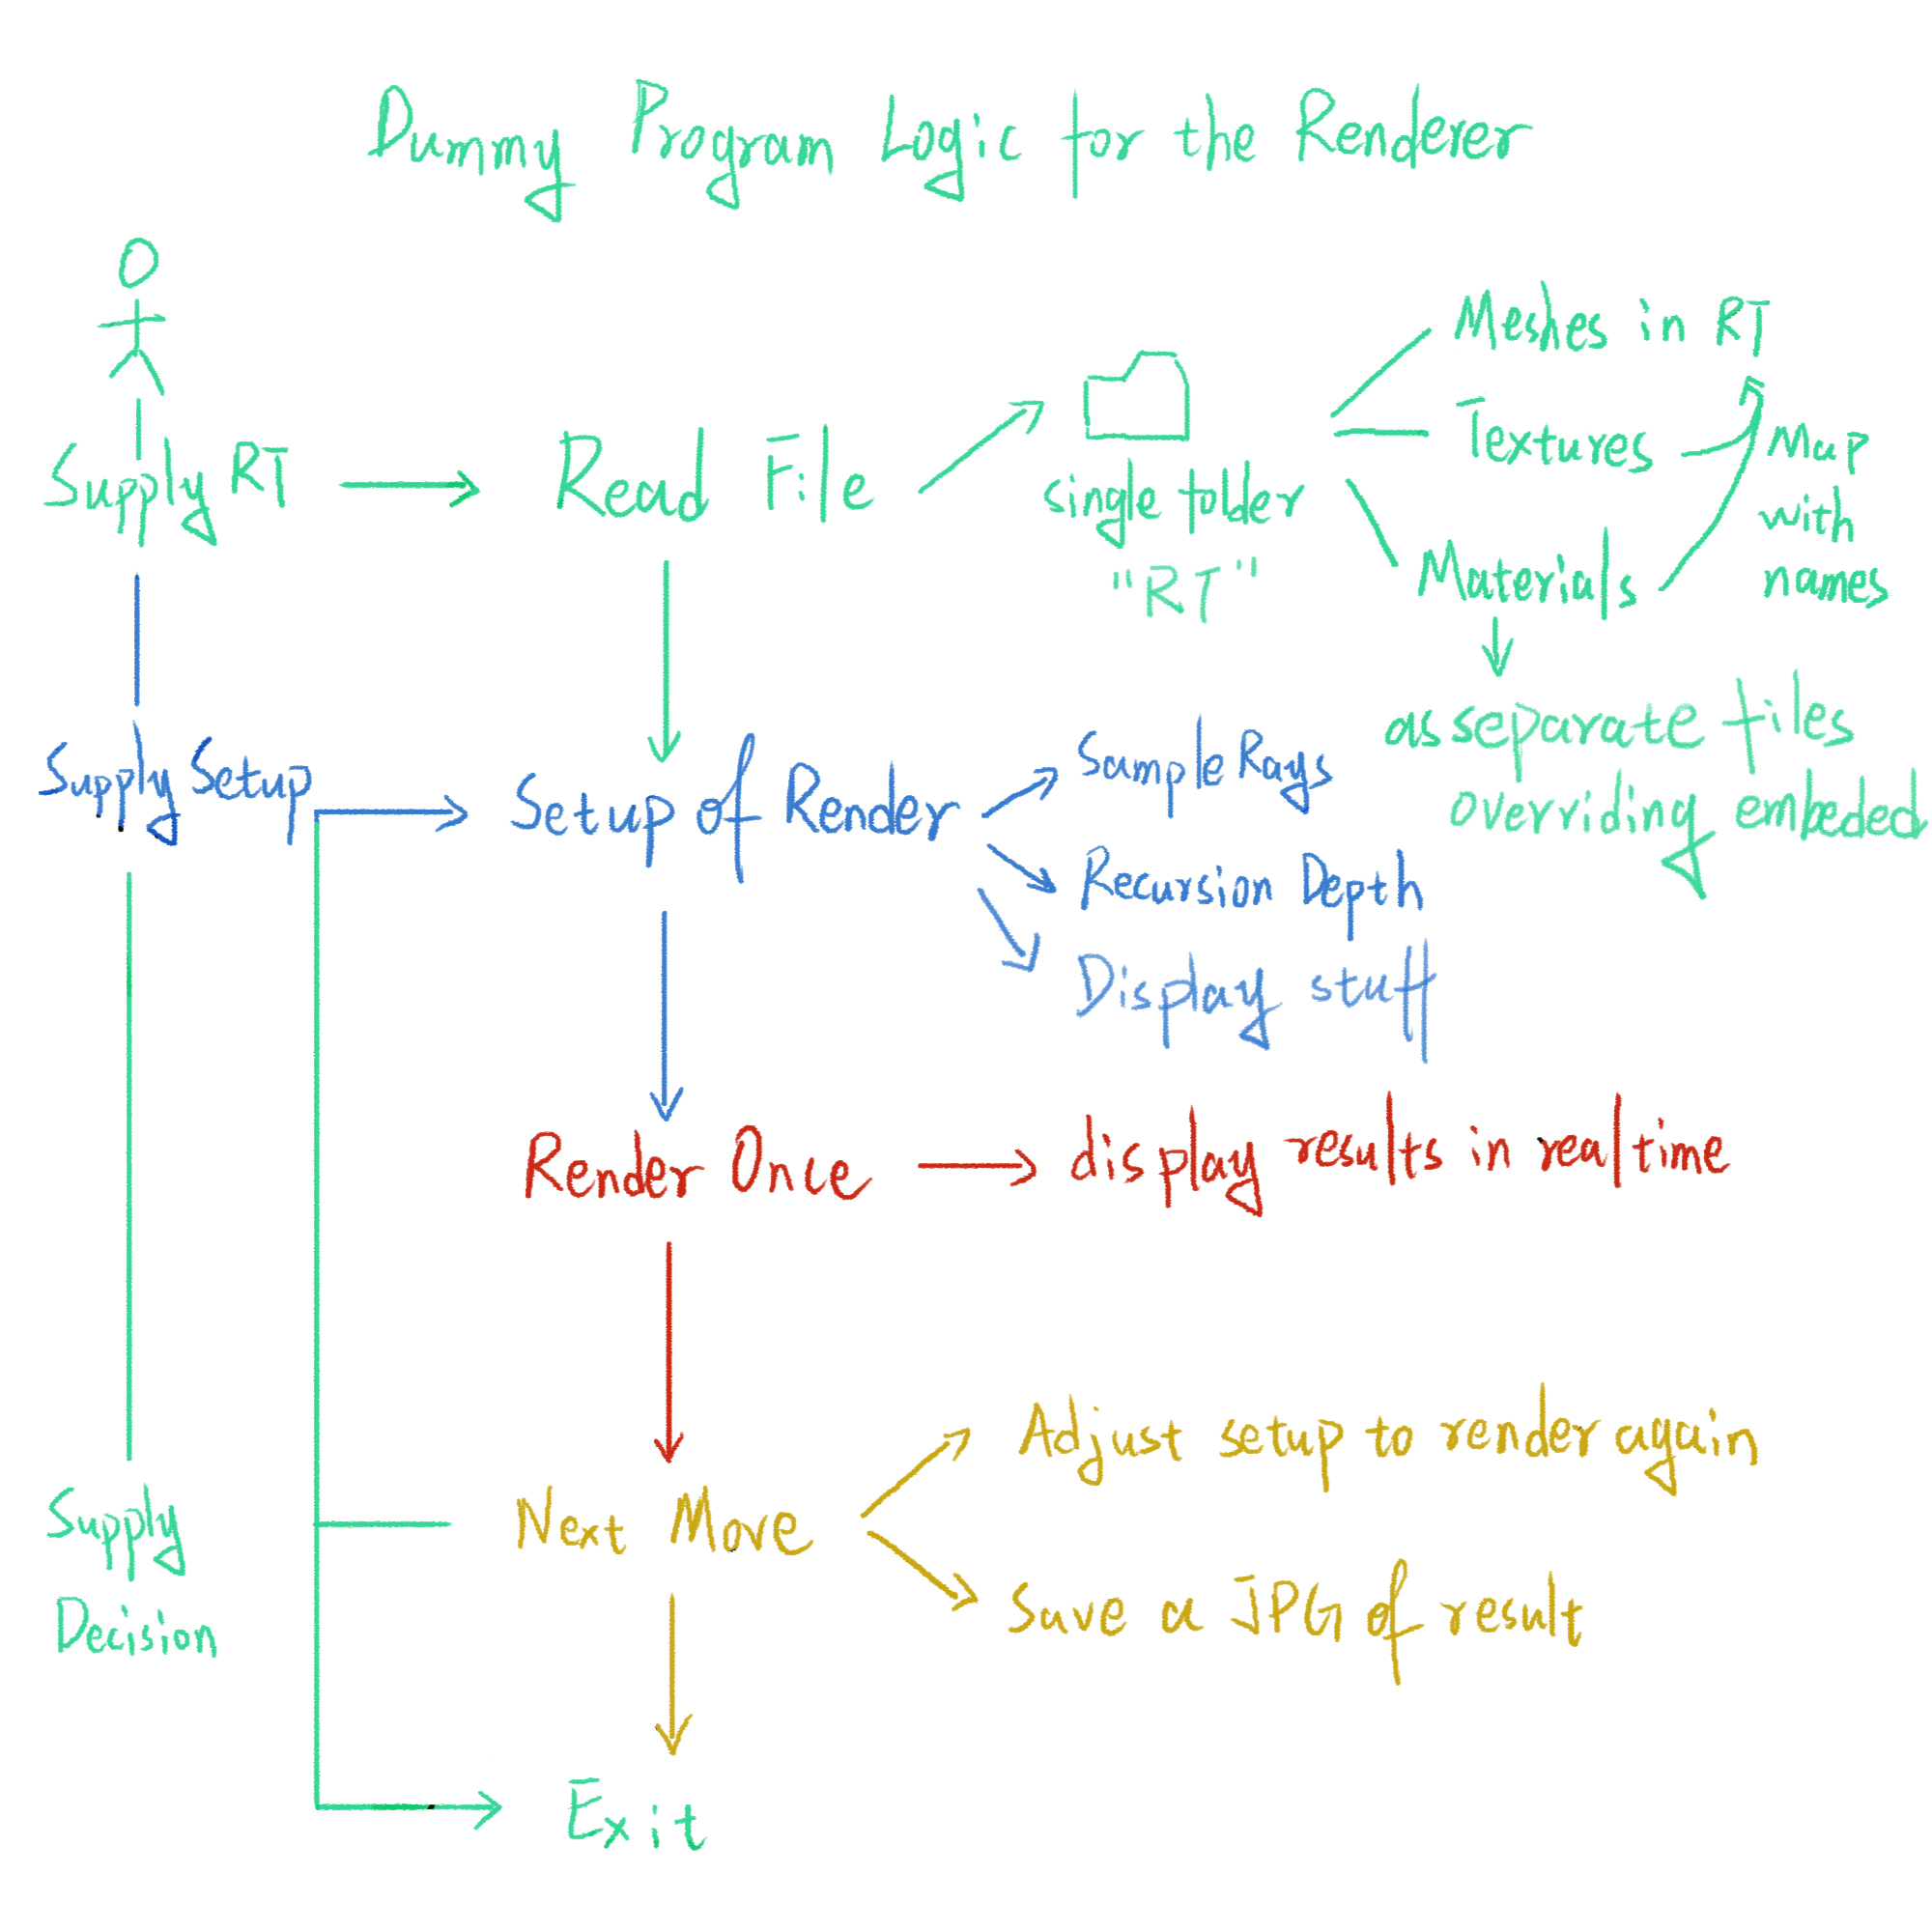 Dummy Program Logic for the Renderer
Supply RT
Read File
single folder
"RT"
Meshes in RT
Textures
Materials
Map
with
names
as separate files
overriding embeded
Supply Setup
Setup of Render
Sample Rays
Recursion Depth
Display stuff
Render Once
display results in realtime
Supply
Decision
Next Move
Adjust setup to render again
Save a JPG of result
Exit